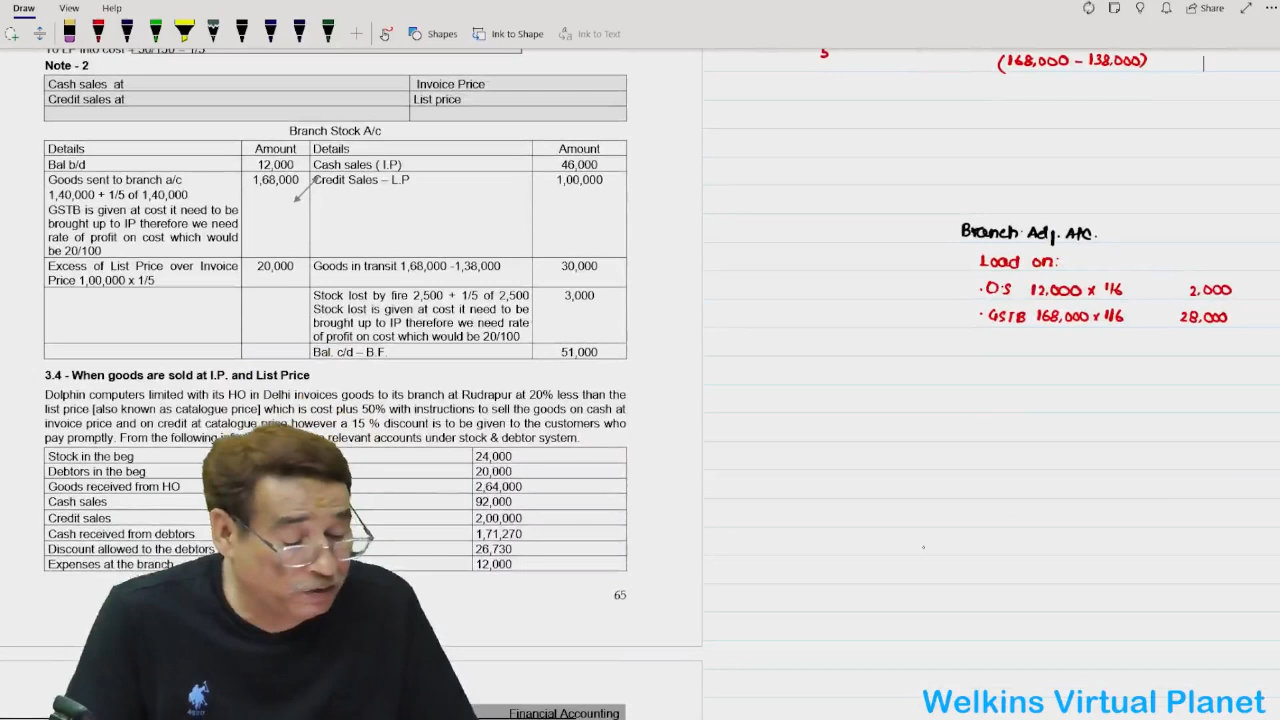 Draw Insert View Help
Shapes Ink to Shape Ink to Text Share
Note - 2
Cash sales at Invoice Price
Credit sales at List price
Branch Stock A/c
Details Amount Details Amount
Bal b/d 12,000 Cash sales ( I.P) 46,000
Goods sent to branch a/c 1,68,000 Credit Sales – L.P 1,00,000
1,40,000 + 1/5 of 1,40,000
GSTB is given at cost it need to be
brought up to IP therefore we need
rate of profit on cost which would
be 20/100
Excess of List Price over Invoice 20,000 Goods in transit 1,68,000 -1,38,000 30,000
Price 1,00,000 x 1/5
Stock lost by fire 2,500 + 1/5 of 2,500 3,000
Stock lost is given at cost it need to be
brought up to IP therefore we need rate
of profit on cost which would be 20/100
Bal. c/d – B.F. 51,000
3.4 - When goods are sold at I.P. and List Price
Dolphin computers limited with its HO in Delhi invoices goods to its branch at Rudrapur at 20% less than the
list price [also known as catalogue price] which is cost plus 50% with instructions to sell the goods on cash at
invoice price and on credit at catalogue however a 15 % discount is to be given to the customers who
pay promptly. From the following relevant accounts under stock & debtor system.
Stock in the beg 24,000
Debtors in the beg 20,000
Goods received from HO 2,64,000
Cash sales 92,000
Credit sales 2,00,000
Cash received from debtors 1,71,270
Discount allowed to the debtors 26,730
Expenses at the branch 12,000
65
Financial Accounting
5 (168,000 - 138,000)
Branch Adj. A/C.
Load on:
• O.S 12,000 x 1/6 2,000
• GSTB 168,000 x 1/6 28,000
Welkins Virtual Planet